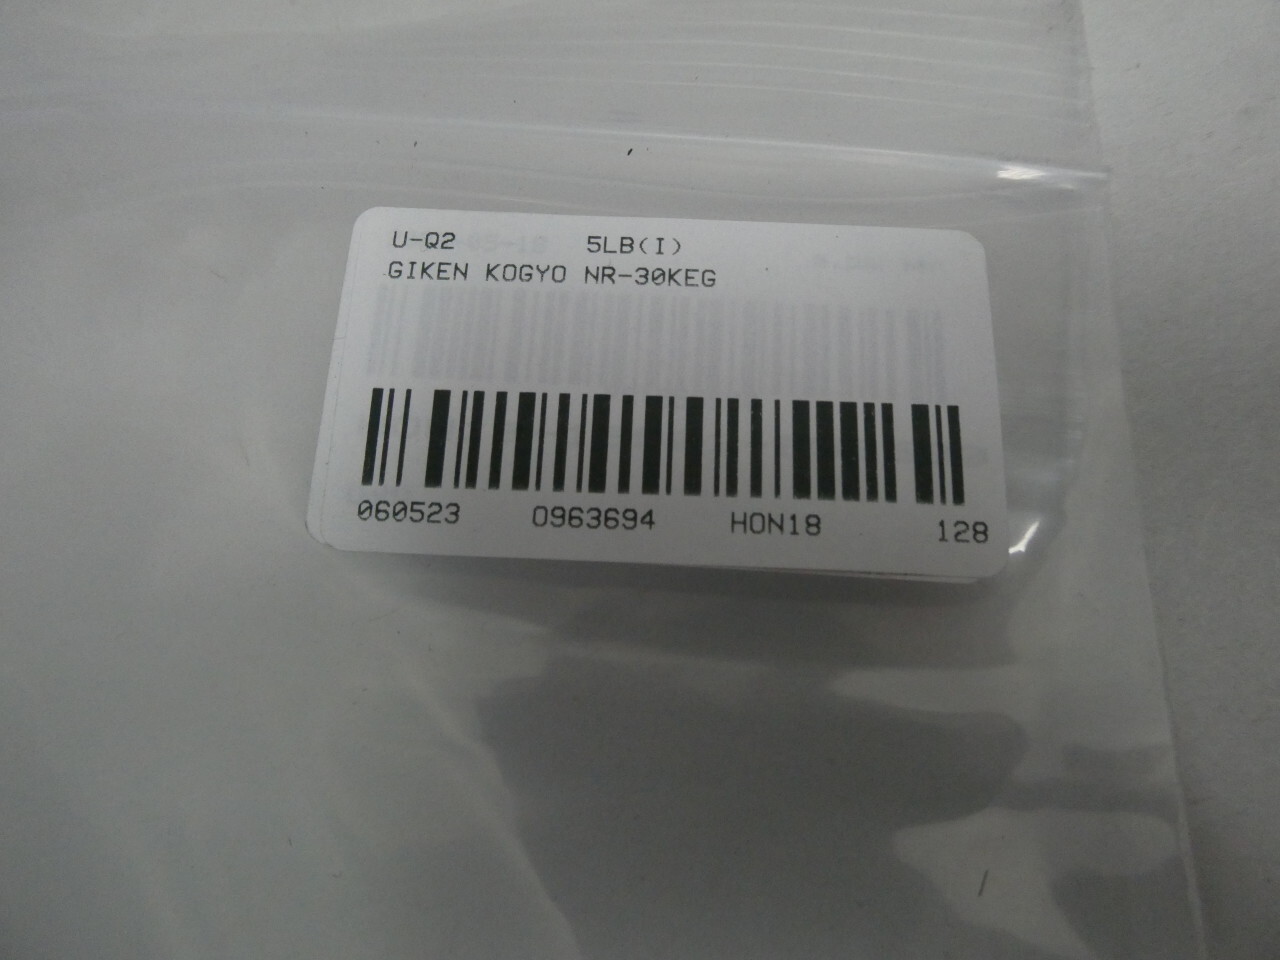 U-Q2 5LB(I)
GIKEN KOGYO NR-30KEG
060523 0963694 HON18 128